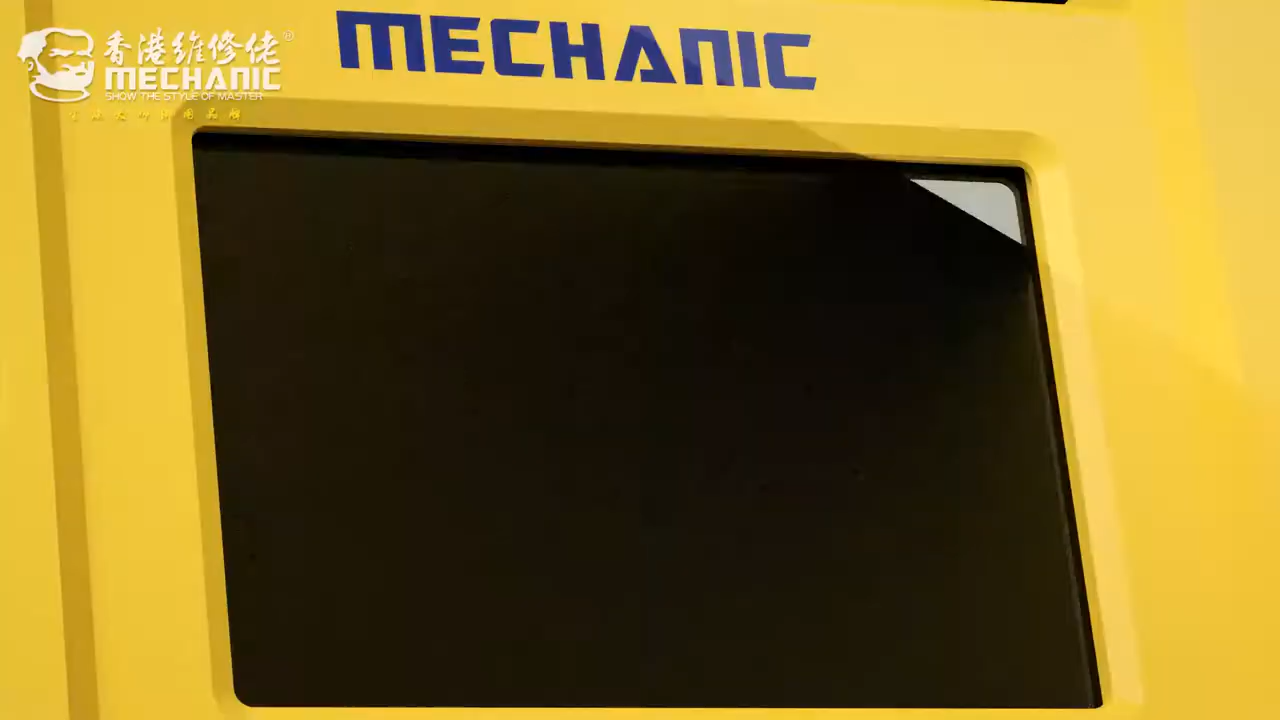 MECHANIC
香港维修佬®
MECHANIC
SHOW THE STYLE OF MASTER